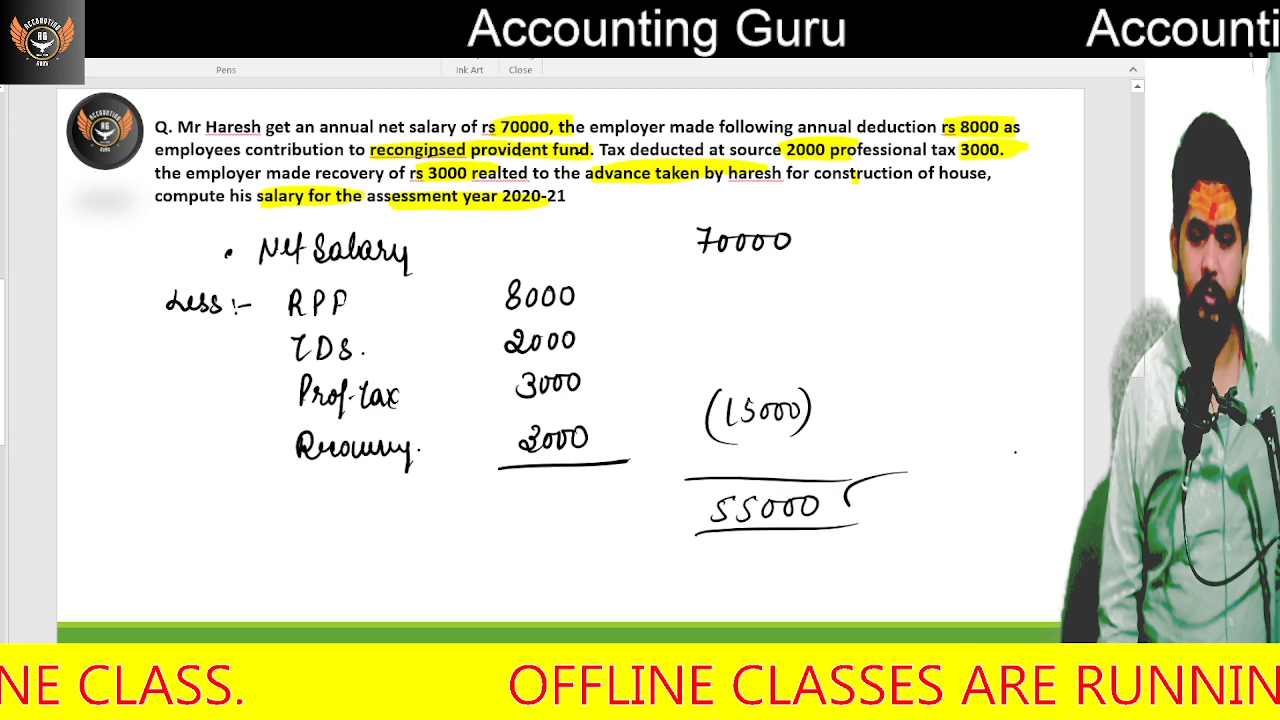 Accounting Guru
Accounti
Pens
Ink Art
Close
Q. Mr Haresh get an annual net salary of rs 70000, the employer made following annual deduction rs 8000 as
employees contribution to reconginsed provident fund. Tax deducted at source 2000 professional tax 3000.
the employer made recovery of rs 3000 realted to the advance taken by haresh for construction of house,
compute his salary for the assessment year 2020-21
Net Salary 70000
Less :- RPF 8000
TDS. 2000
Prof-tax 3000
(15000)
Recovery. 2000
55000
NE CLASS.
OFFLINE CLASSES ARE RUNNIN